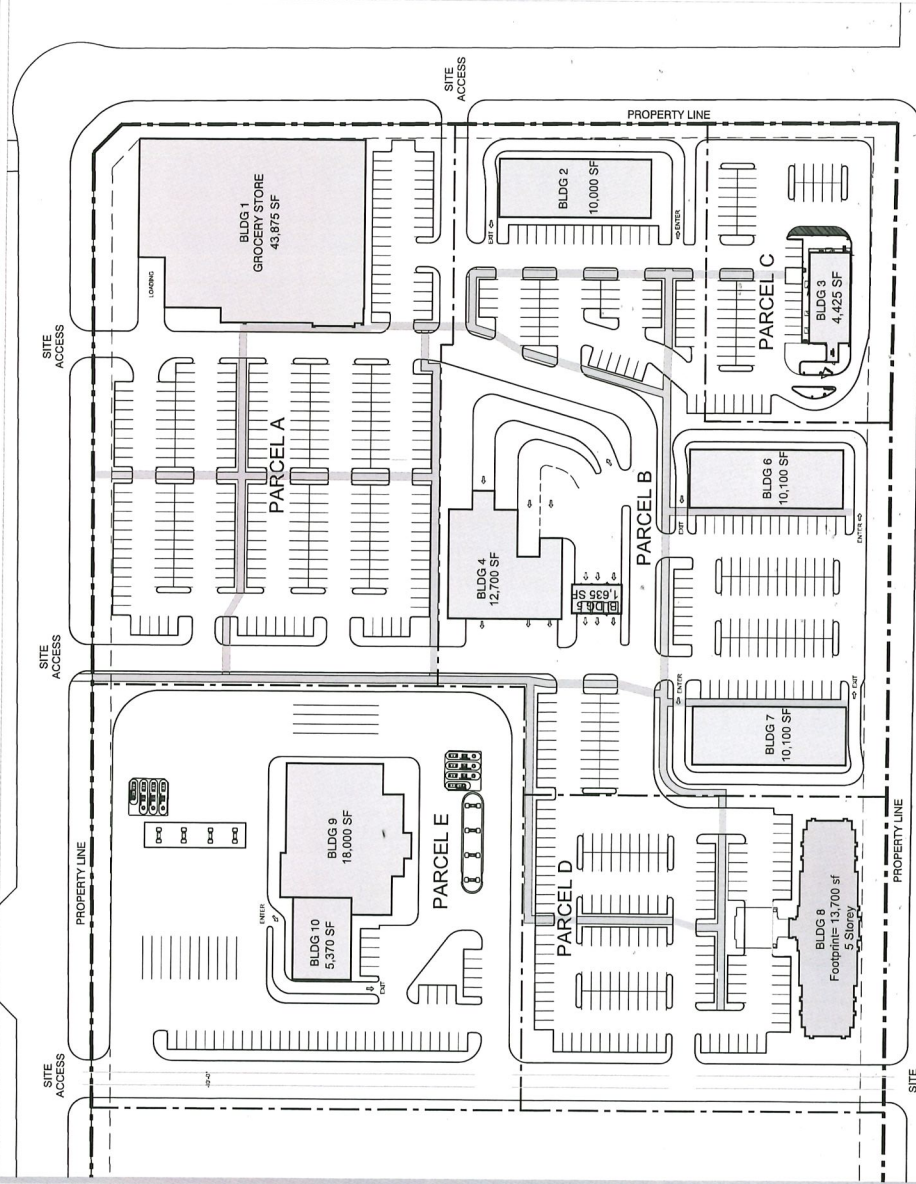 SITE
ACCESS
PROPERTY LINE
BLDG 1
GROCERY STORE
43,875 SF
LOADING
BLDG 2
10,000 SF
EXIT
ENTER
PARCEL C
BLDG 3
4,425 SF
SITE
ACCESS
PARCEL A
PARCEL B
BLDG 4
12,700 SF
BLDG 5
1,635 SF
BLDG 6
10,100 SF
EXIT
ENTER
SITE
ACCESS
ENTER
EXIT
BLDG 7
10,100 SF
PROPERTY LINE
BLDG 9
18,000 SF
PARCEL E
ENTER
BLDG 10
5,370 SF
EXIT
PARCEL D
BLDG 8
Footprint= 13,700 sf
5 Storey
PROPERTY LINE
SITE
ACCESS
SITE